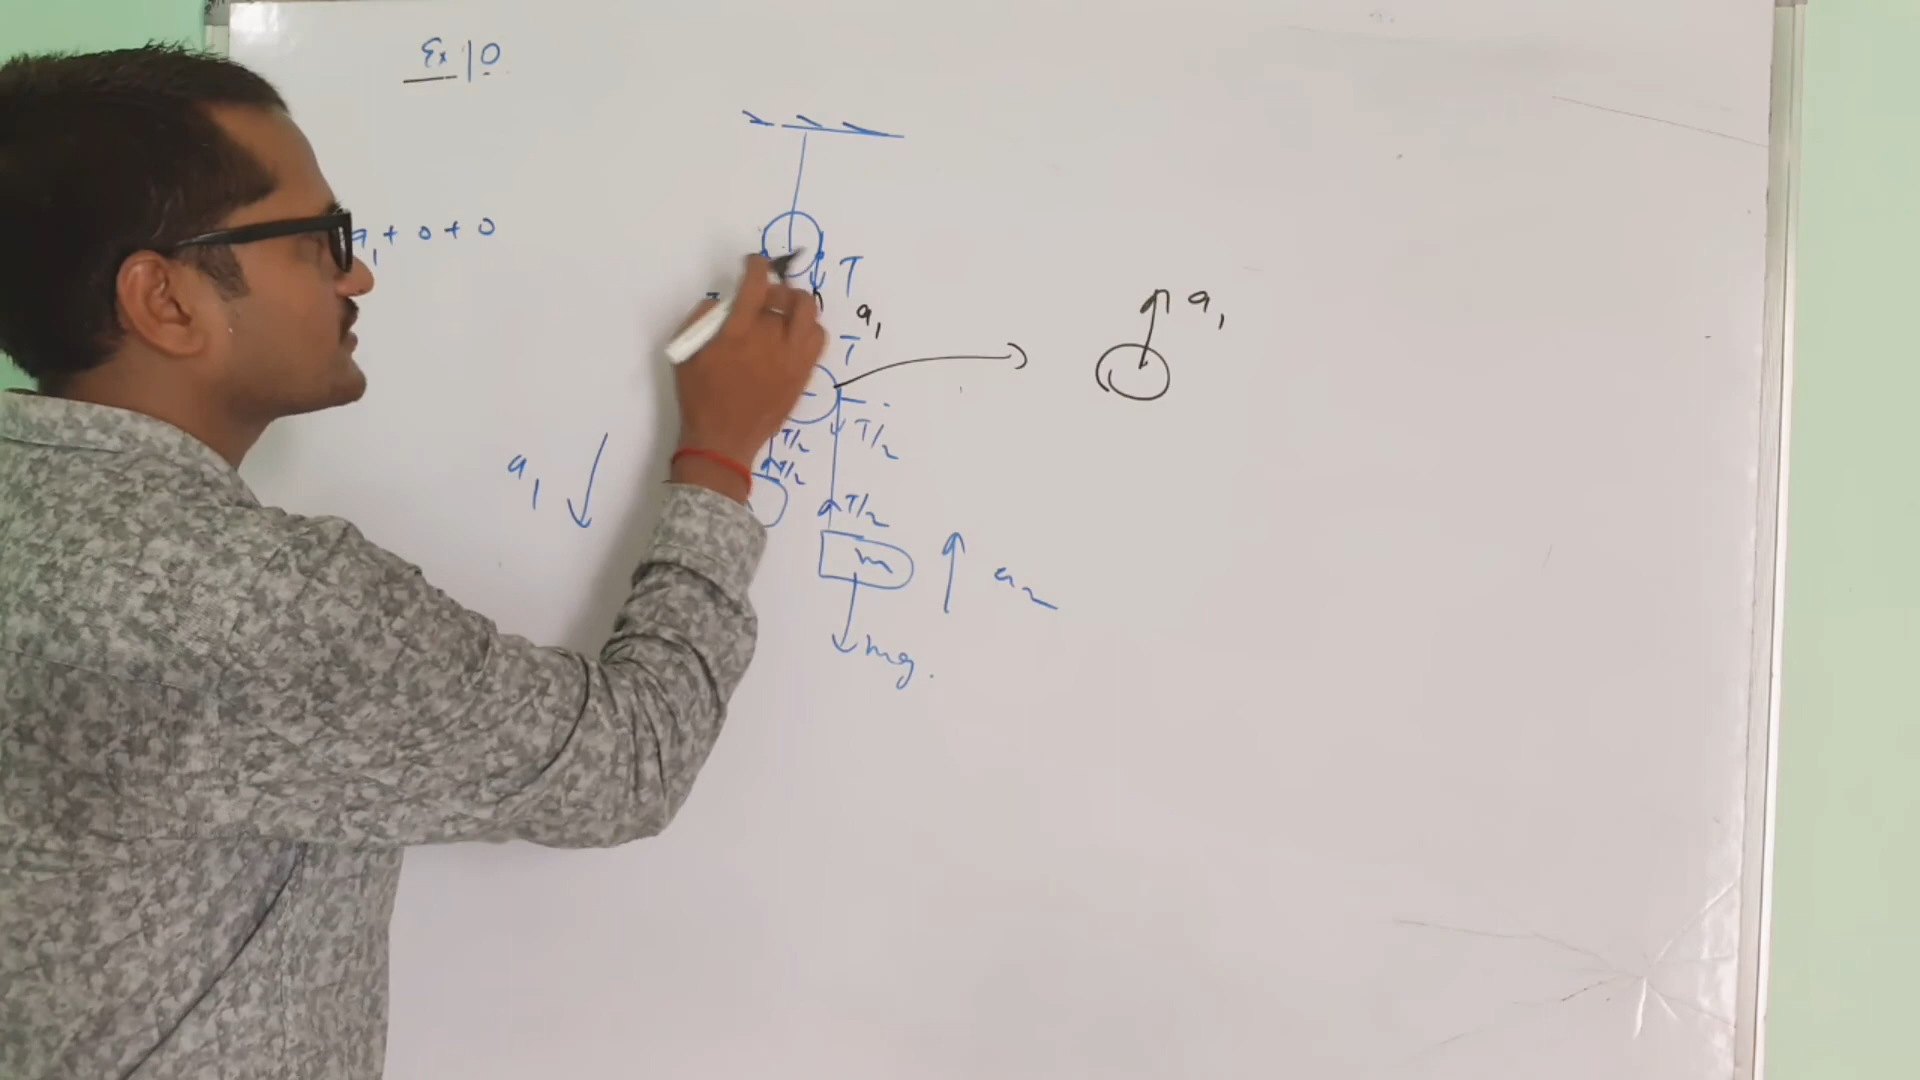 Ex 10
a₁ + 0 + 0
T
a₁
a₁
T
T/2
T/2
T/2
a₁
T/2
m
a₂
mg.